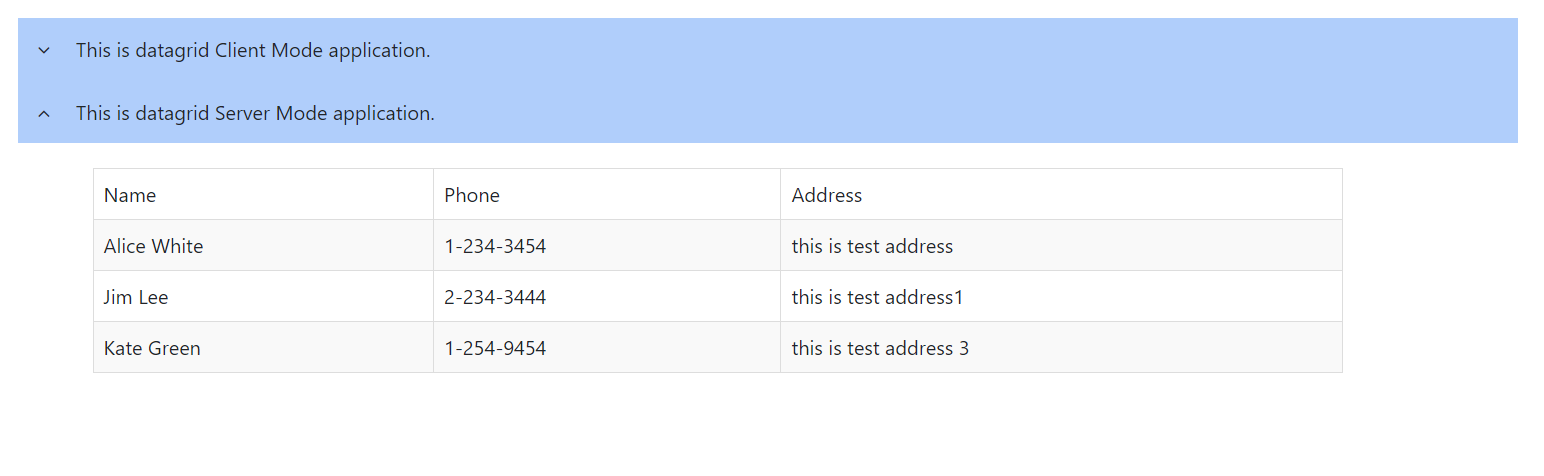 This is datagrid Client Mode application.
This is datagrid Server Mode application.
Name Phone Address
Alice White 1-234-3454 this is test address
Jim Lee 2-234-3444 this is test address1
Kate Green 1-254-9454 this is test address 3